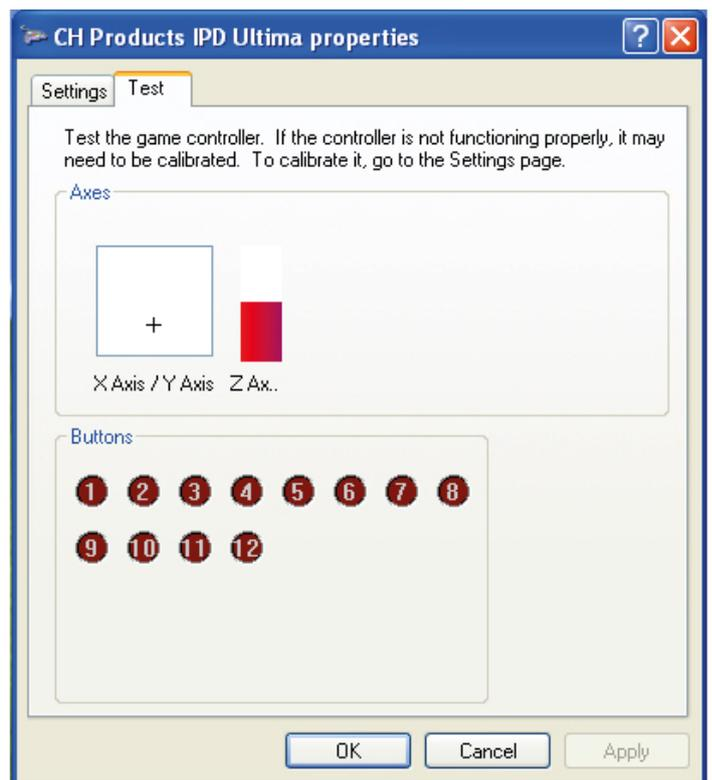 CH Products IPD Ultima properties
?
Settings Test
Test the game controller. If the controller is not functioning properly, it may
need to be calibrated. To calibrate it, go to the Settings page.
Axes
+
X Axis / Y Axis Z Ax..
Buttons
1 2 3 4 5 6 7 8
9 10 11 12
OK Cancel Apply